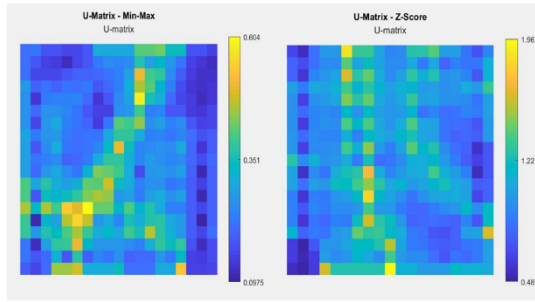 U-Matrix - Min-Max
U-matrix
0.604
0.351
0.0975
U-Matrix - Z-Score
U-matrix
1.96
1.22
0.48